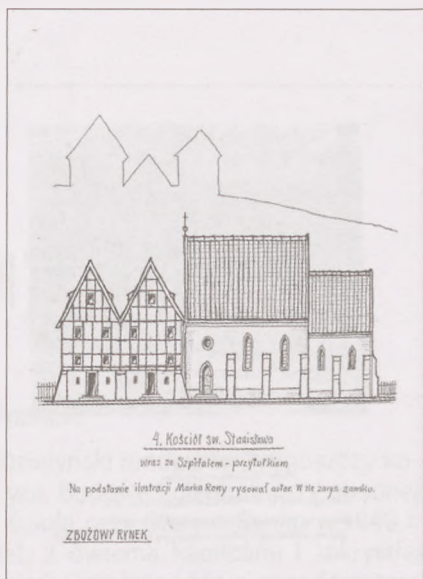 4. Kościół św. Stanisława
wraz ze Szpitalem - przytułkiem
Na podstawie ilustracji Marka Rony rysował autor. W tle zarys zamku.
ZBOŻOWY RYNEK